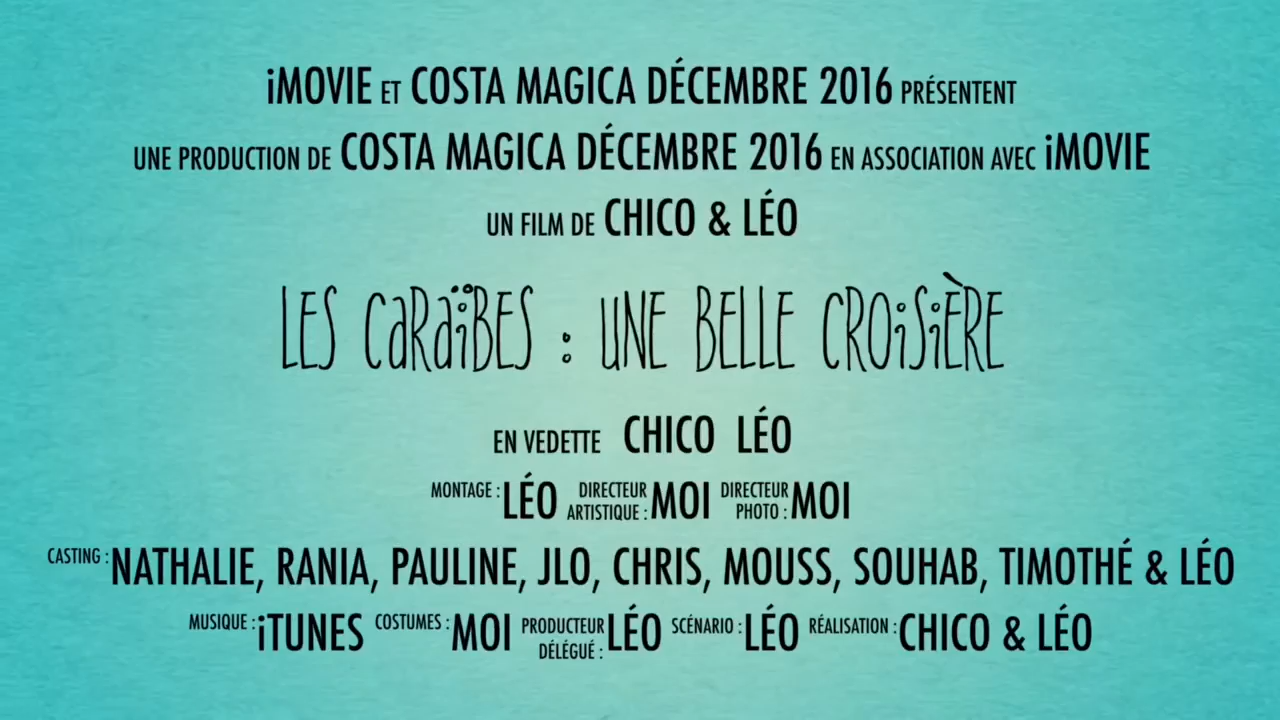 iMOVIE ET COSTA MAGICA DÉCEMBRE 2016 PRÉSENTENT
UNE PRODUCTION DE COSTA MAGICA DÉCEMBRE 2016 EN ASSOCIATION AVEC iMOVIE
UN FILM DE CHICO & LÉO
LES CARAÏBES : UNE BELLE CROISIÈRE
EN VEDETTE CHICO LÉO
MONTAGE : LÉO DIRECTEUR ARTISTIQUE : MOI DIRECTEUR PHOTO : MOI
CASTING : NATHALIE, RANIA, PAULINE, JLO, CHRIS, MOUSS, SOUHAB, TIMOTHÉ & LÉO
MUSIQUE : iTUNES COSTUMES : MOI PRODUCTEUR DÉLÉGUÉ : LÉO SCÉNARIO : LÉO RÉALISATION : CHICO & LÉO